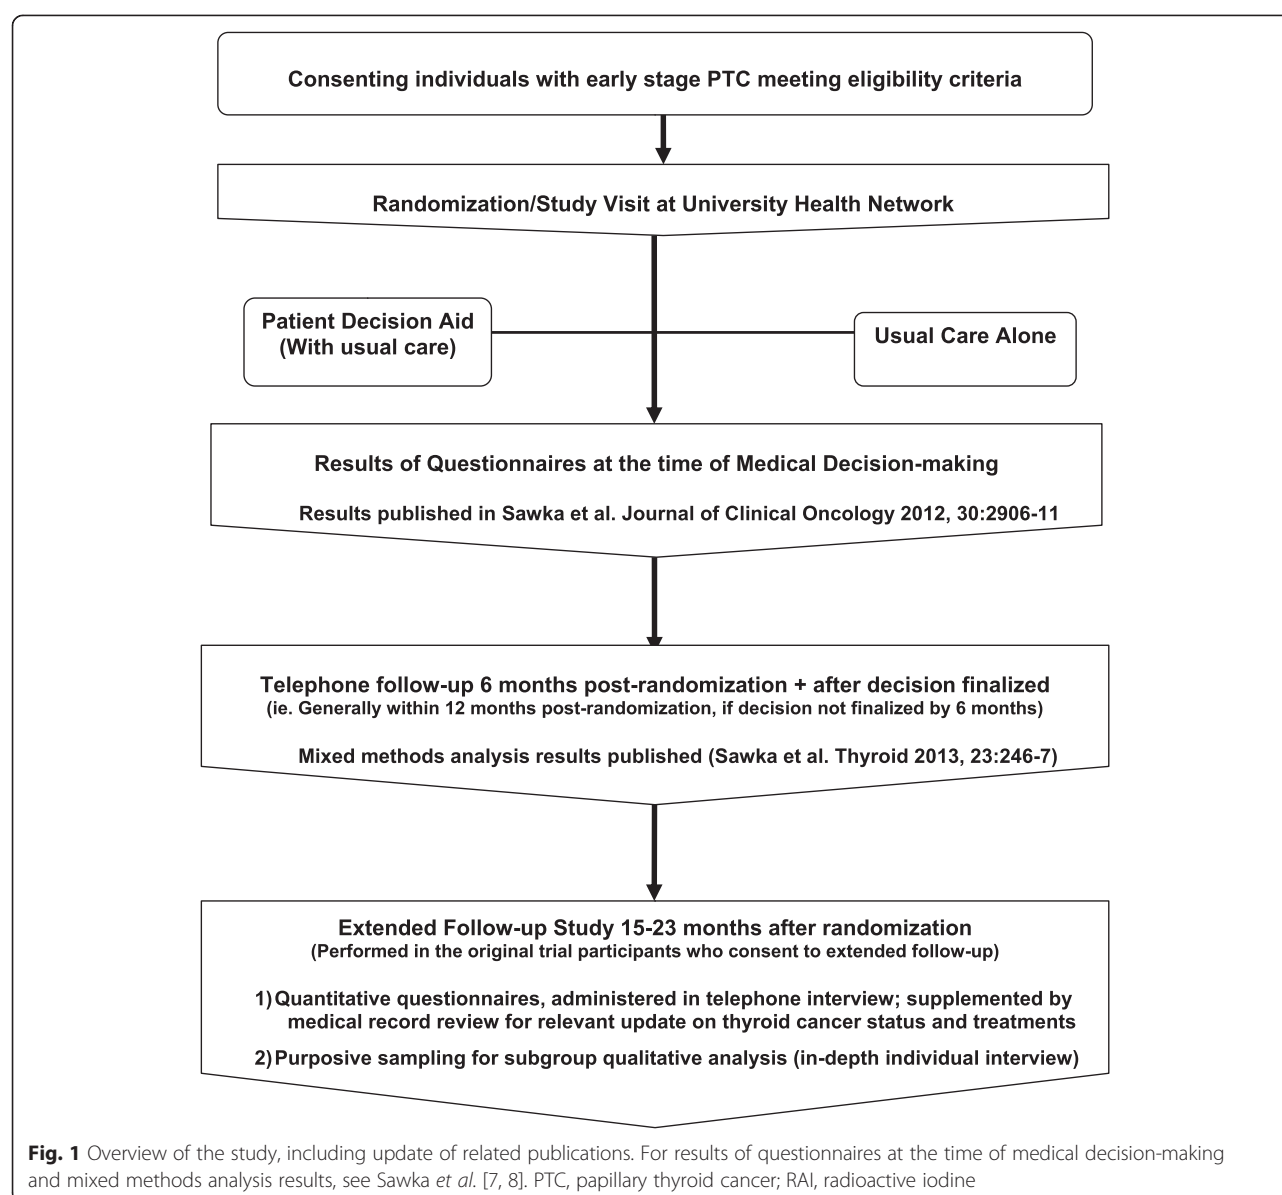 Consenting individuals with early stage PTC meeting eligibility criteria
Randomization/Study Visit at University Health Network
Patient Decision Aid
(With usual care)
Usual Care Alone
Results of Questionnaires at the time of Medical Decision-making
Results published in Sawka et al. Journal of Clinical Oncology 2012, 30:2906-11
Telephone follow-up 6 months post-randomization + after decision finalized
(ie. Generally within 12 months post-randomization, if decision not finalized by 6 months)
Mixed methods analysis results published (Sawka et al. Thyroid 2013, 23:246-7)
Extended Follow-up Study 15-23 months after randomization
(Performed in the original trial participants who consent to extended follow-up)
1) Quantitative questionnaires, administered in telephone interview; supplemented by
medical record review for relevant update on thyroid cancer status and treatments
2) Purposive sampling for subgroup qualitative analysis (in-depth individual interview)
Fig. 1 Overview of the study, including update of related publications. For results of questionnaires at the time of medical decision-making
and mixed methods analysis results, see Sawka et al. [7, 8]. PTC, papillary thyroid cancer; RAI, radioactive iodine